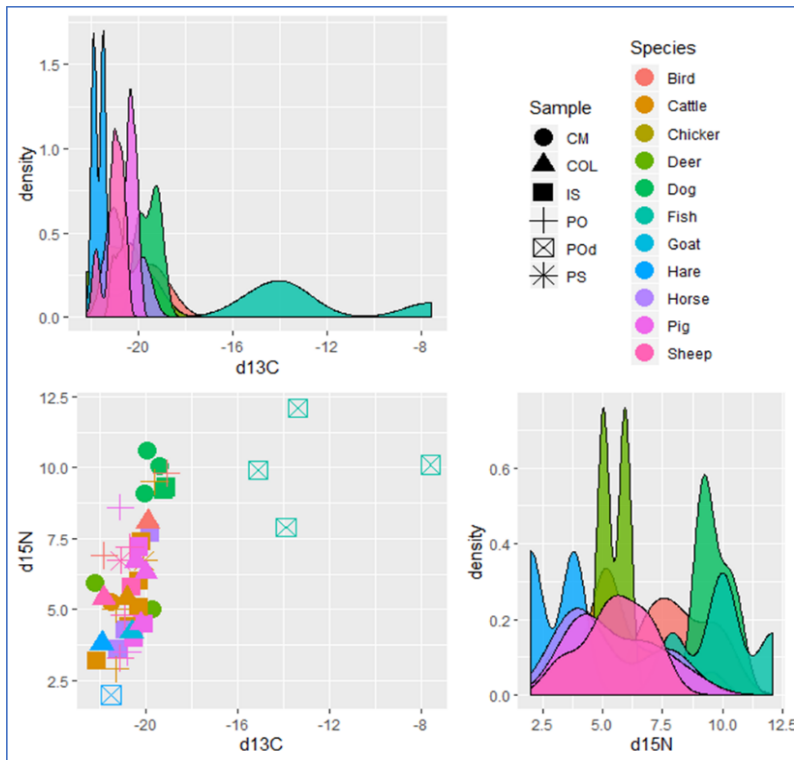 1.5
1.0
0.5
0.0
density
-20
-16
-12
-8
d13C
Sample
CM
COL
IS
PO
POd
PS
Species
Bird
Cattle
Chicker
Deer
Dog
Fish
Goat
Hare
Horse
Pig
Sheep
12.5
10.0
7.5
5.0
2.5
d15N
-20
-16
-12
-8
d13C
0.6
0.4
0.2
0.0
density
2.5
5.0
7.5
10.0
12.5
d15N